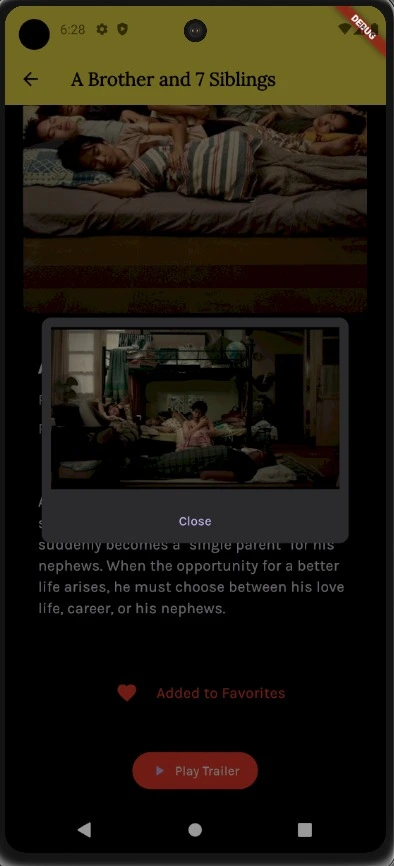 6:28
DEBUG
A Brother and 7 Siblings
Close
suddenly becomes a "single parent" for his
nephews. When the opportunity for a better
life arises, he must choose between his love
life, career, or his nephews.
Added to Favorites
Play Trailer